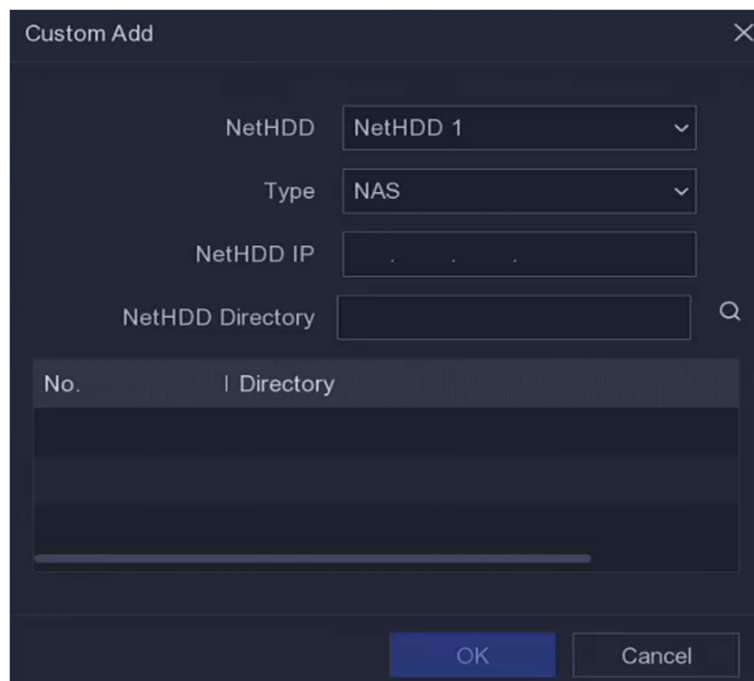 Custom Add
NetHDD NetHDD 1
Type NAS
NetHDD IP . . .
NetHDD Directory
No. Directory
OK Cancel